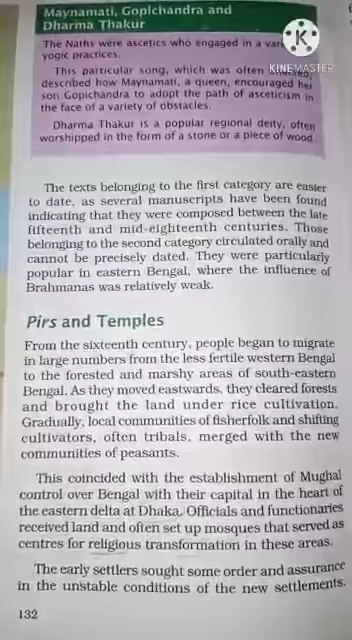 Maynamati, Gopichandra and
Dharma Thakur
The Naths were ascetics who engaged in a
yogic practices.
KINEMASTER
This particular song, which was often
described how Maynamati, a queen, encouraged her
son Gopichandra to adopt the path of asceticism in
the face of a variety of obstacles.
Dharma Thakur is a popular regional deity, often
worshipped in the form of a stone or a piece of wood.
The texts belonging to the first category are easier
to date, as several manuscripts have been found
indicating that they were composed between the late
fifteenth and mid-eighteenth centuries. Those
belonging to the second category circulated orally and
cannot be precisely dated. They were particularly
popular in eastern Bengal, where the influence of
Brahmanas was relatively weak.
Pirs and Temples
From the sixteenth century, people began to migrate
in large numbers from the less fertile western Bengal
to the forested and marshy areas of south-eastern
Bengal. As they moved eastwards, they cleared forests
and brought the land under rice cultivation.
Gradually, local communities of fisherfolk and shifting
cultivators, often tribals, merged with the new
communities of peasants.
This coincided with the establishment of Mughal
control over Bengal with their capital in the heart of
the eastern delta at Dhaka. Officials and functionaries
received land and often set up mosques that served as
centres for religious transformation in these areas.
The early settlers sought some order and assurance
in the unstable conditions of the new settlements.
132